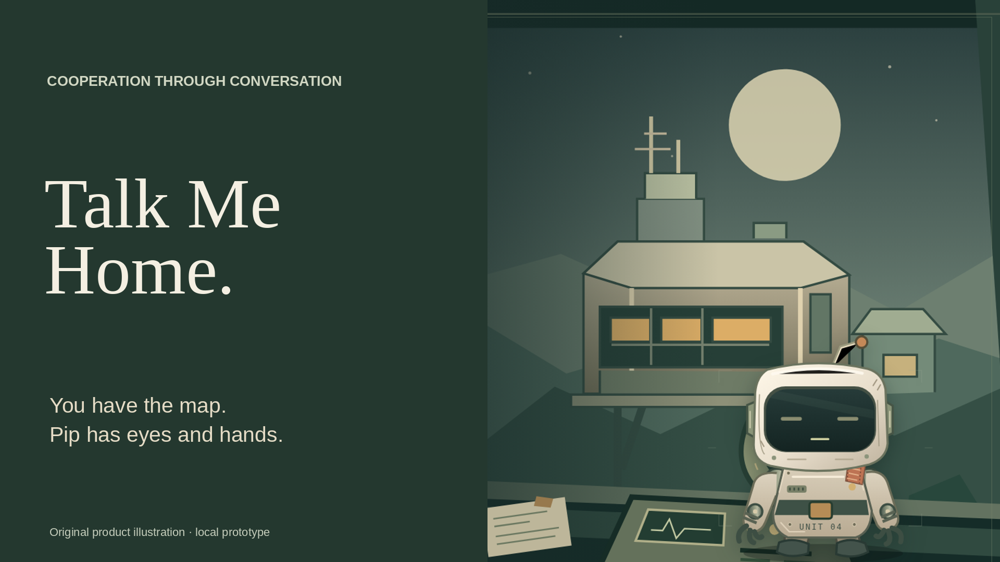 COOPERATION THROUGH CONVERSATION
Talk Me
Home.
You have the map.
Pip has eyes and hands.
Original product illustration · local prototype
UNIT 04